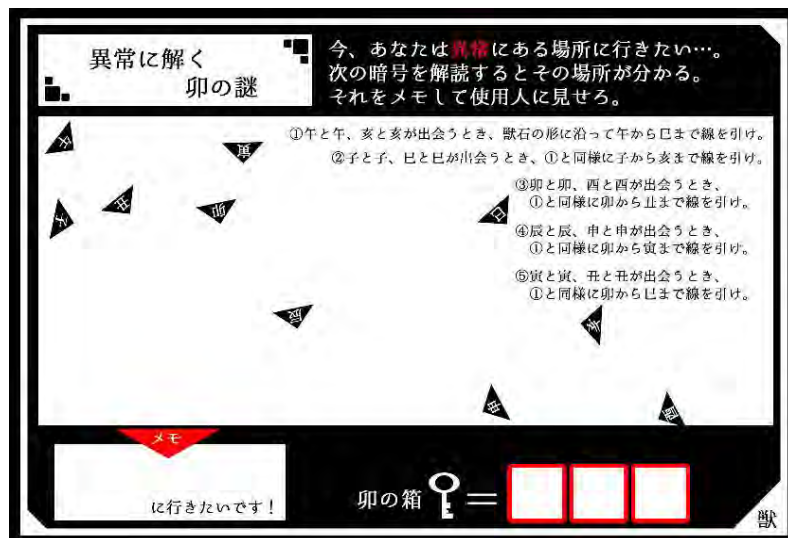 異常に解く
卯の謎
今、あなたは異常にある場所に行きたい…。
次の暗号を解読するとその場所が分かる。
それをメモして使用人に見せろ。
①午と午、亥と亥が出会うとき、獣石の形に沿って午から巳まで線を引け。
②子と子、巳と巳が出会うとき、①と同様に子から亥まで線を引け。
③卯と卯、酉と酉が出会うとき、
①と同様に卯から丑まで線を引け。
④辰と辰、申と申が出会うとき、
①と同様に卯から寅まで線を引け。
⑤寅と寅、丑と丑が出会うとき、
①と同様に卯から巳まで線を引け。
寅
丑
卯
子
巳
辰
亥
申
酉
メモ
に行きたいです!
卯の箱
=
獣